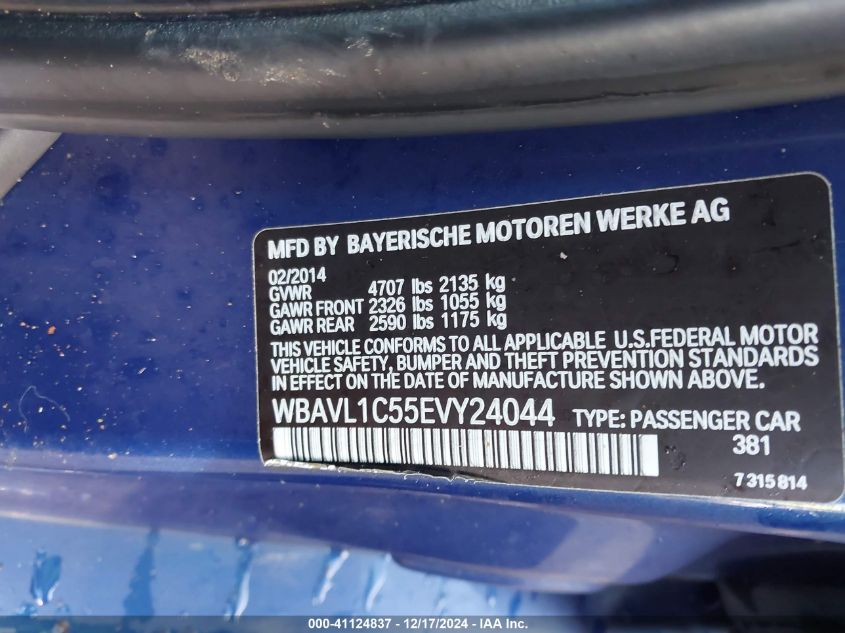 MFD BY BAYERISCHE MOTOREN WERKE AG
02/2014
GVWR 4707 lbs 2135 kg
GAWR FRONT 2326 lbs 1055 kg
GAWR REAR 2590 lbs 1175 kg
THIS VEHICLE CONFORMS TO ALL APPLICABLE U.S.FEDERAL MOTOR
VEHICLE SAFETY, BUMPER AND THEFT PREVENTION STANDARDS
IN EFFECT ON THE DATE OF MANUFACTURE SHOWN ABOVE.
WBAVL1C55EVY24044 TYPE: PASSENGER CAR
381
7315814
000-41124837 - 12/17/2024 - IAA Inc.